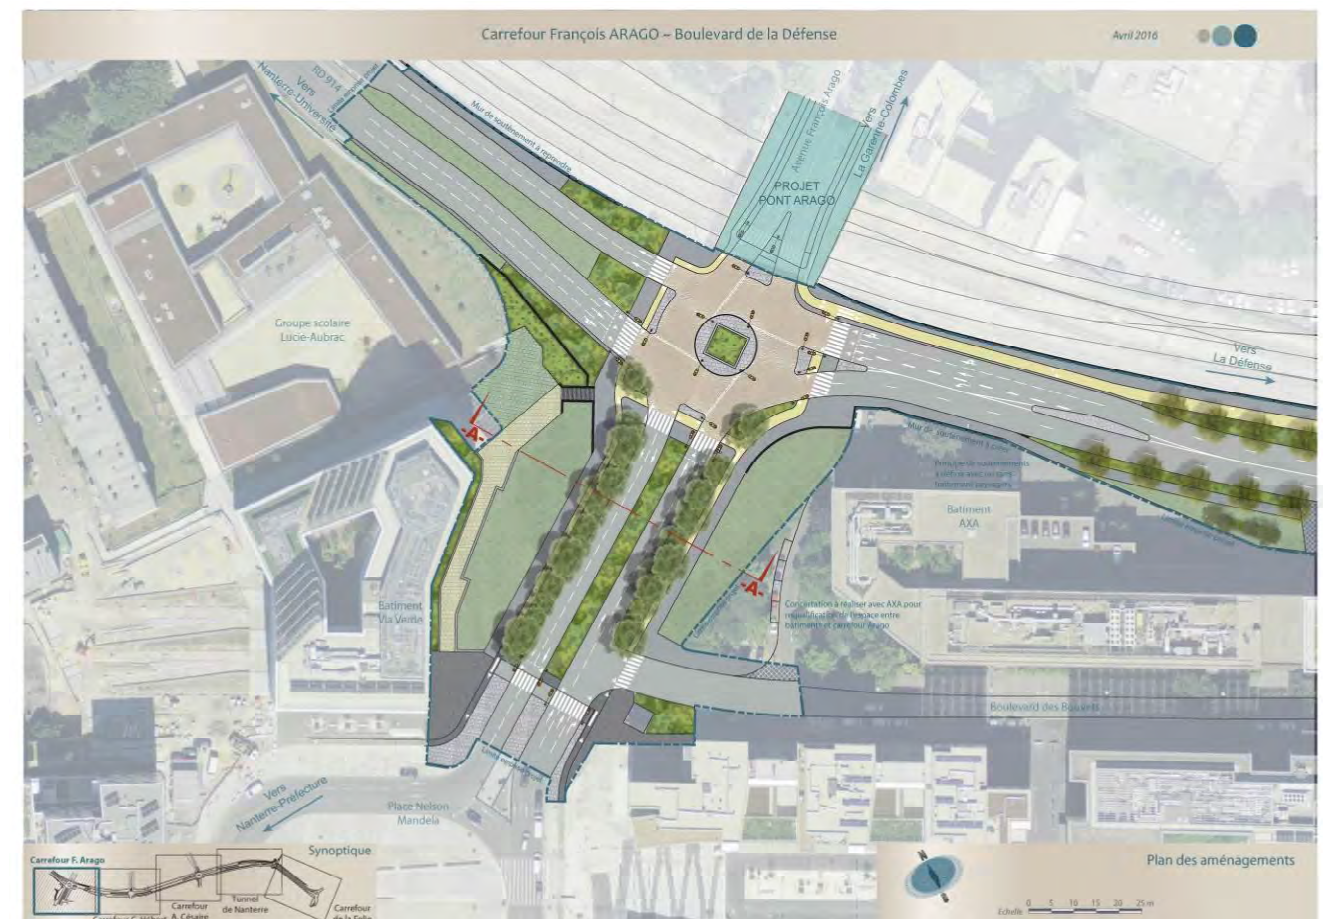 Carrefour François ARAGO – Boulevard de la Défense
Avril 2016
RD 914
Vers
Nanterre-Université
Mur de soutènement à reprendre
Avenue François Arago
Vers
La Garenne-Colombes
PROJET
PONT ARAGO
Groupe scolaire
Lucie-Aubrac
Vers
La Défense
-A-
Mur de soutènement à
Batiment
AXA
-A-
Concertation à réaliser avec AXA pour
requalification de l'espace entre
bâtiments et carrefour Arago
Batiment
Via Verde
Boulevard des Bouvets
Vers
Nanterre-Préfecture
Place Nelson
Mandela
Synoptique
Carrefour F. Arago
Carrefour
A. Césaire
Tunnel
de Nanterre
Carrefour
de la Folie
N
S
Plan des aménagements
Echelle 0 5 10 15 20 25 m